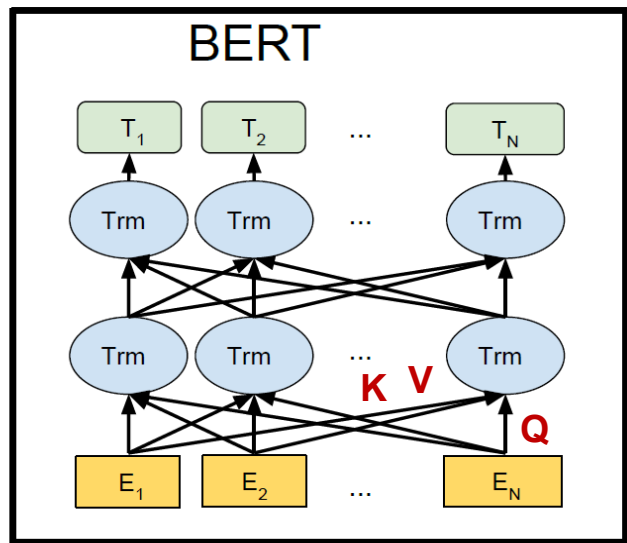 BERT
T1 T2 ... TN
Trm Trm ... Trm
Trm Trm ... Trm
K V
Q
E1 E2 ... EN